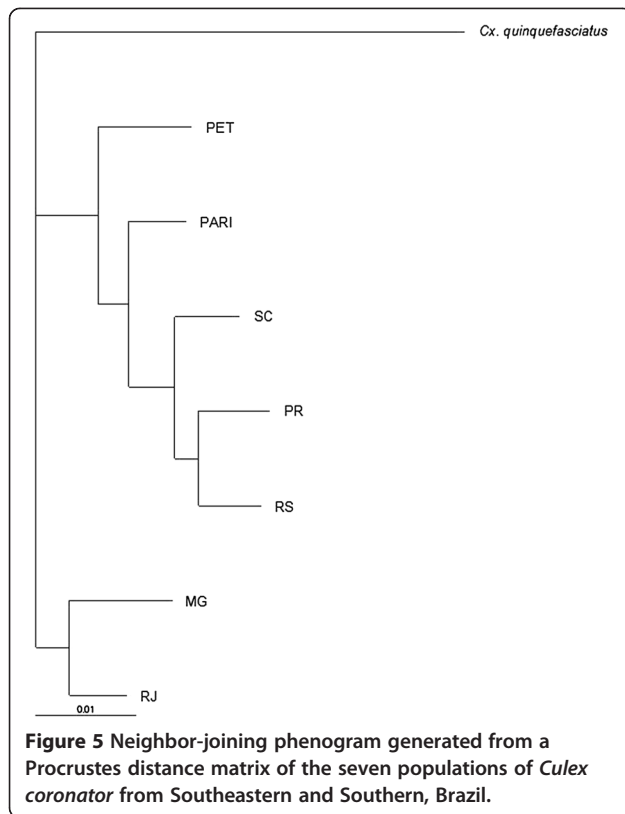 Cx. quinquefasciatus
PET
PARI
SC
PR
RS
MG
RJ
0.01
Figure 5 Neighbor-joining phenogram generated from a
Procrustes distance matrix of the seven populations of Culex
coronator from Southeastern and Southern, Brazil.